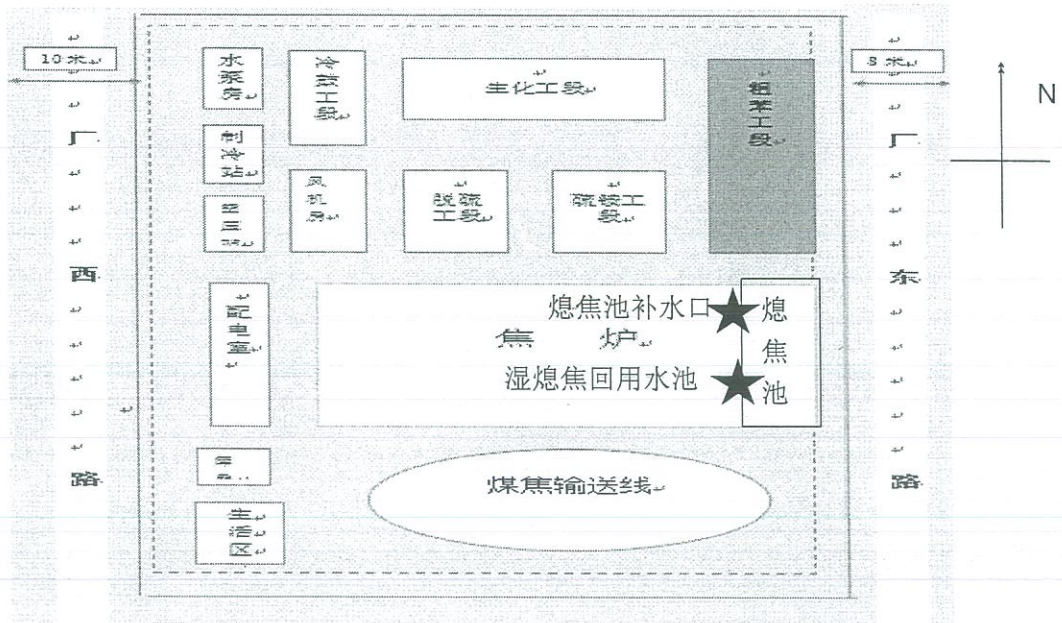 10米
8米
N
厂
西
路
厂
东
路
水
泵
房
冷鼓工段
生化工段
粗苯工段
制
冷
站
风
机
房
脱硫
工段
硫铵工
段
站
配
电
室
熄焦池补水口
焦 炉
湿熄焦回用水池
熄
焦
池
煤焦输送线
生
活
区